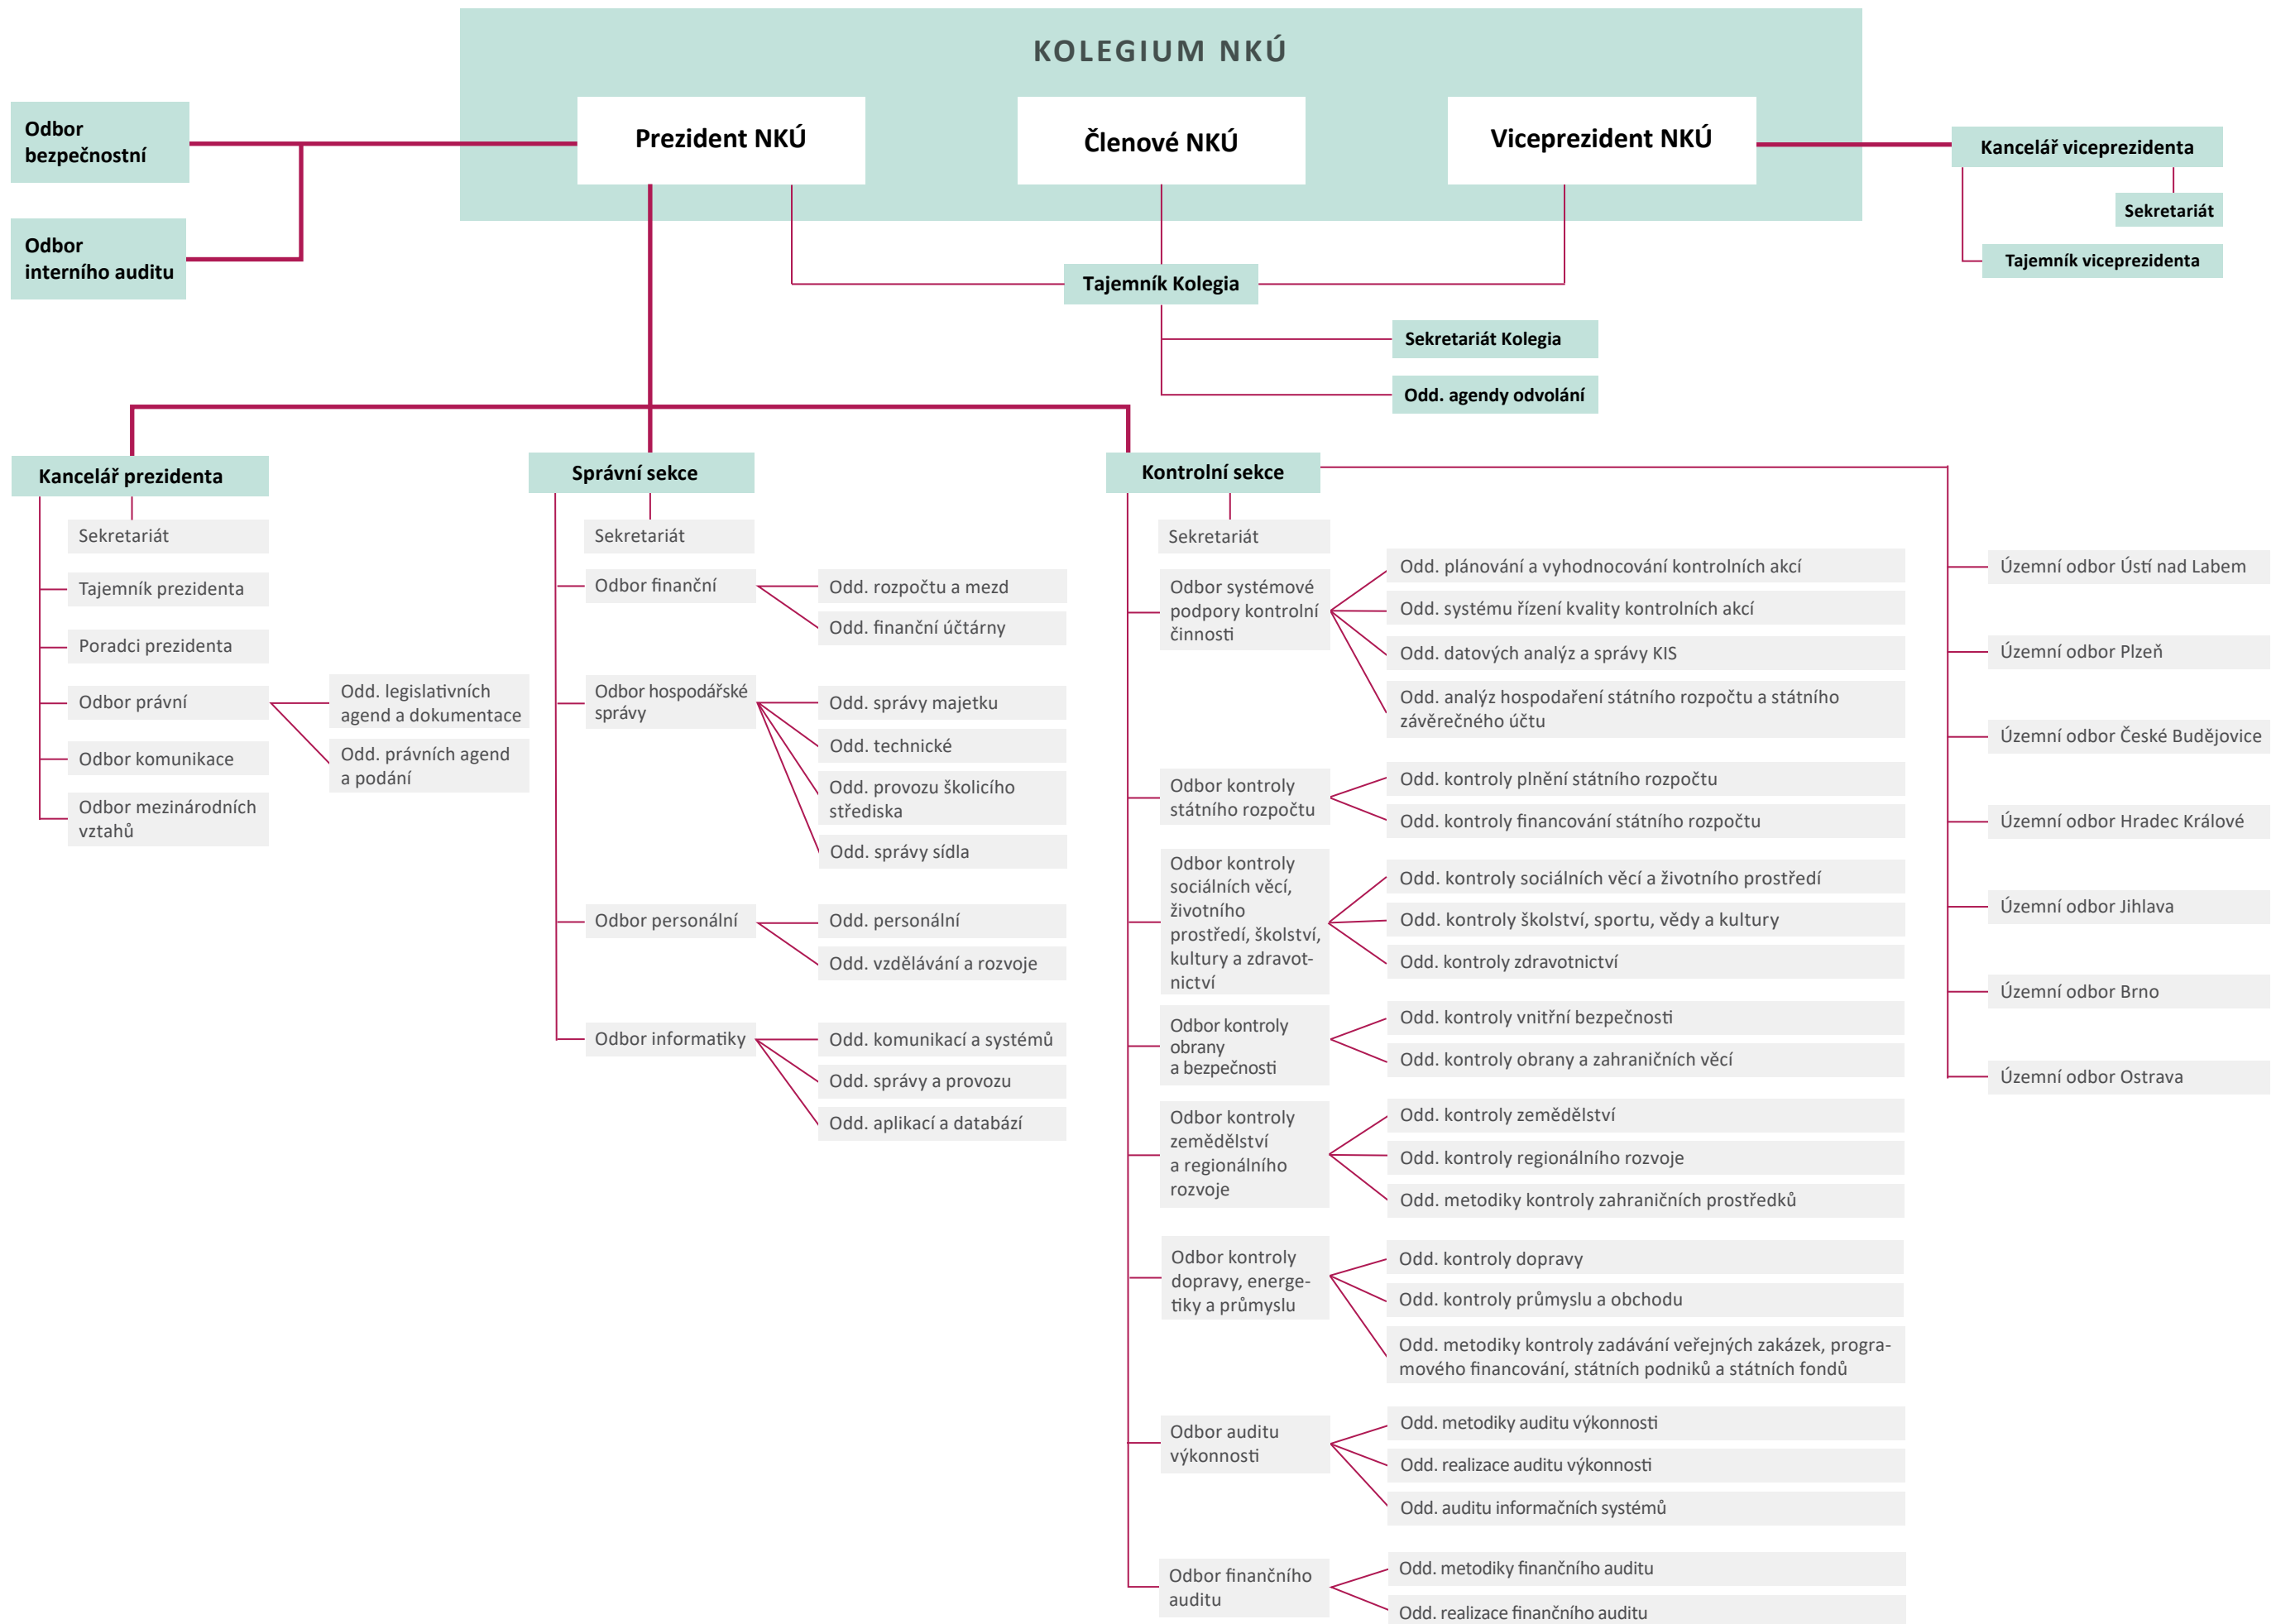 KOLEGIUM NKÚ
Odbor
bezpečnostní
Prezident NKÚ
Členové NKÚ
Viceprezident NKÚ
Kancelář viceprezidenta
Sekretariát
Tajemník viceprezidenta
Odbor
interního auditu
Tajemník Kolegia
Sekretariát Kolegia
Odd. agendy odvolání
Kancelář prezidenta
Sekretariát
Tajemník prezidenta
Poradci prezidenta
Odbor právní
Odd. legislativních
agend a dokumentace
Odd. právních agend
a podání
Odbor komunikace
Odbor mezinárodních
vztahů
Správní sekce
Sekretariát
Odbor finanční
Odd. rozpočtu a mezd
Odd. finanční účtárny
Odbor hospodářské
správy
Odd. správy majetku
Odd. technické
Odd. provozu školicího
střediska
Odd. správy sídla
Odbor personální
Odd. personální
Odd. vzdělávání a rozvoje
Odbor informatiky
Odd. komunikací a systémů
Odd. správy a provozu
Odd. aplikací a databází
Kontrolní sekce
Sekretariát
Odbor systémové
podpory kontrolní
činnosti
Odd. plánování a vyhodnocování kontrolních akcí
Odd. systému řízení kvality kontrolních akcí
Odd. datových analýz a správy KIS
Odd. analýz hospodaření státního rozpočtu a státního
závěrečného účtu
Odbor kontroly
státního rozpočtu
Odd. kontroly plnění státního rozpočtu
Odd. kontroly financování státního rozpočtu
Odbor kontroly
sociálních věcí,
životního
prostředí, školství,
kultury a zdravot-
nictví
Odd. kontroly sociálních věcí a životního prostředí
Odd. kontroly školství, sportu, vědy a kultury
Odd. kontroly zdravotnictví
Odbor kontroly
obrany
a bezpečnosti
Odd. kontroly vnitřní bezpečnosti
Odd. kontroly obrany a zahraničních věcí
Odbor kontroly
zemědělství
a regionálního
rozvoje
Odd. kontroly zemědělství
Odd. kontroly regionálního rozvoje
Odd. metodiky kontroly zahraničních prostředků
Odbor kontroly
dopravy, energe-
tiky a průmyslu
Odd. kontroly dopravy
Odd. kontroly průmyslu a obchodu
Odd. metodiky kontroly zadávání veřejných zakázek, progra-
mového financování, státních podniků a státních fondů
Odbor auditu
výkonnosti
Odd. metodiky auditu výkonnosti
Odd. realizace auditu výkonnosti
Odd. auditu informačních systémů
Odbor finančního
auditu
Odd. metodiky finančního auditu
Odd. realizace finančního auditu
Územní odbor Ústí nad Labem
Územní odbor Plzeň
Územní odbor České Budějovice
Územní odbor Hradec Králové
Územní odbor Jihlava
Územní odbor Brno
Územní odbor Ostrava